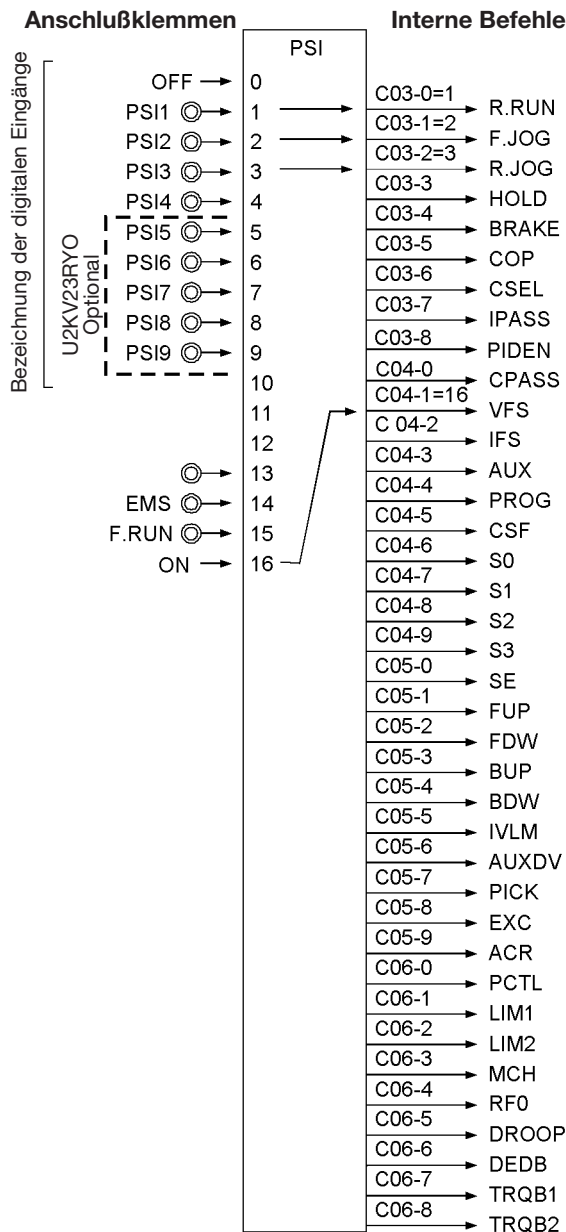 Anschlußklemmen
Interne Befehle
PSI
Bezeichnung der digitalen Eingänge
U2KV23RYO
Optional
OFF 0
PSI1 1
PSI2 2
PSI3 3
PSI4 4
PSI5 5
PSI6 6
PSI7 7
PSI8 8
PSI9 9
10
11
12
13
EMS 14
F.RUN 15
ON 16
C03-0=1 R.RUN
C03-1=2 F.JOG
C03-2=3 R.JOG
C03-3 HOLD
C03-4 BRAKE
C03-5 COP
C03-6 CSEL
C03-7 IPASS
C03-8 PIDEN
C04-0 CPASS
C04-1=16 VFS
C 04-2 IFS
C04-3 AUX
C04-4 PROG
C04-5 CSF
C04-6 S0
C04-7 S1
C04-8 S2
C04-9 S3
C05-0 SE
C05-1 FUP
C05-2 FDW
C05-3 BUP
C05-4 BDW
C05-5 IVLM
C05-6 AUXDV
C05-7 PICK
C05-8 EXC
C05-9 ACR
C06-0 PCTL
C06-1 LIM1
C06-2 LIM2
C06-3 MCH
C06-4 RF0
C06-5 DROOP
C06-6 DEDB
C06-7 TRQB1
C06-8 TRQB2